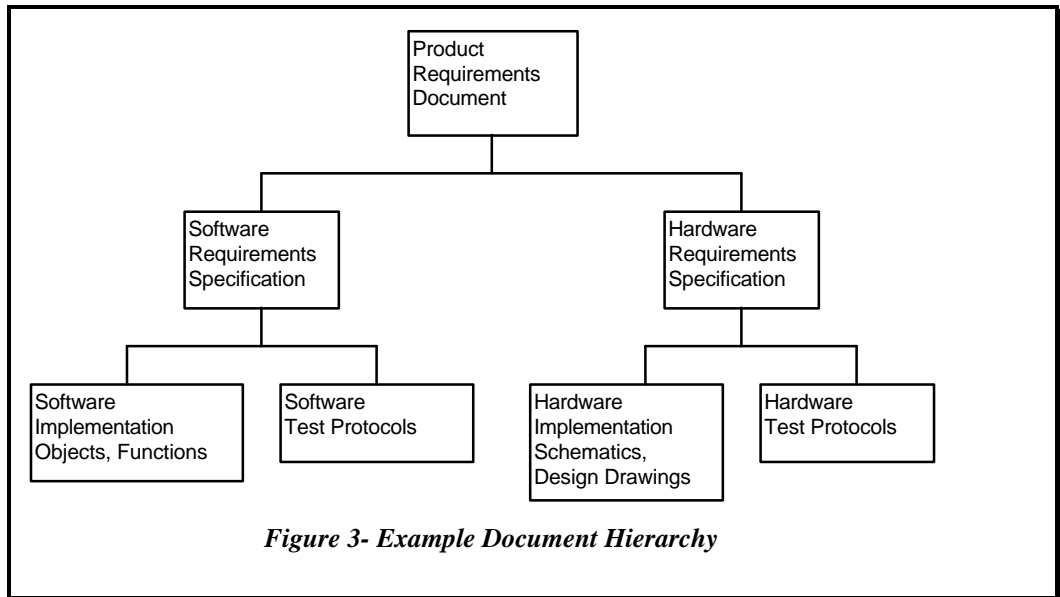 Product
Requirements
Document
Software
Requirements
Specification
Hardware
Requirements
Specification
Software
Implementation
Objects, Functions
Software
Test Protocols
Hardware
Implementation
Schematics,
Design Drawings
Hardware
Test Protocols
Figure 3- Example Document Hierarchy